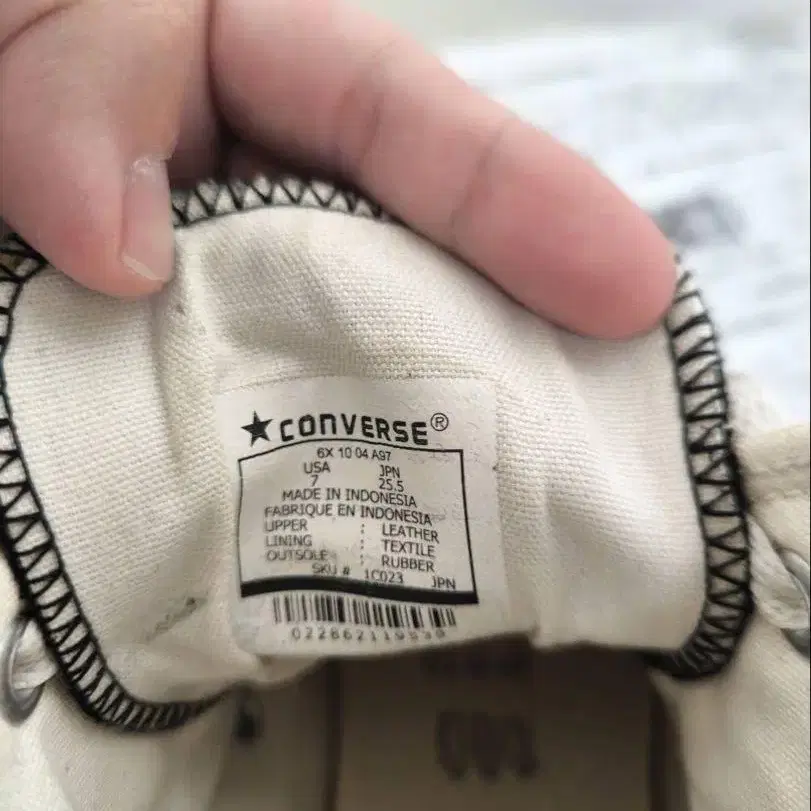 ★CONVERSE®
6X 10 04 A97
USA JPN
7 25.5
MADE IN INDONESIA
FABRIQUE EN INDONESIA
UPPER : LEATHER
LINING : TEXTILE
OUTSOLE : RUBBER
SKU # 1C023 JPN